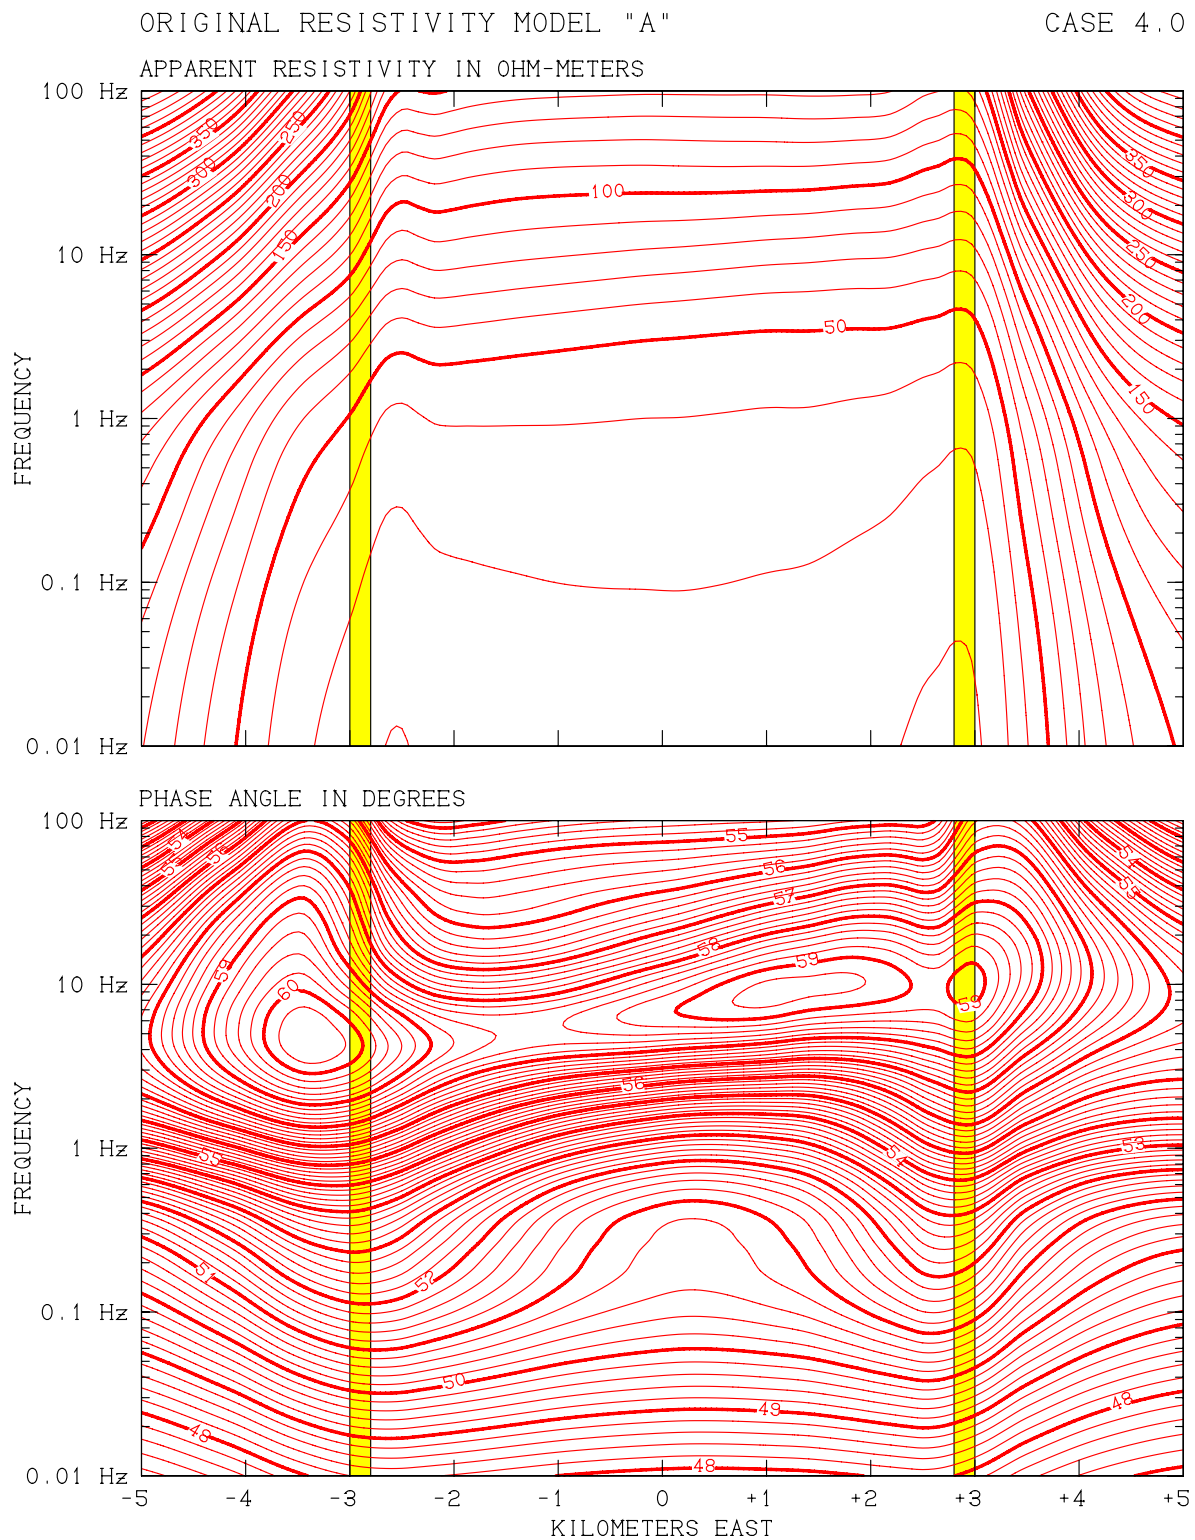 ORIGINAL RESISTIVITY MODEL "A" CASE 4.0
APPARENT RESISTIVITY IN OHM-METERS
100 Hz
10 Hz
1 Hz
0.1 Hz
0.01 Hz
FREQUENCY
350
300
250
200
150
100
50
350
300
250
200
150
PHASE ANGLE IN DEGREES
100 Hz
10 Hz
1 Hz
0.1 Hz
0.01 Hz
FREQUENCY
54
55
56
57
58
59
59
60
59
54
55
56
55
54
53
51
52
50
49
48
48
48
-5 -4 -3 -2 -1 0 +1 +2 +3 +4 +5
KILOMETERS EAST